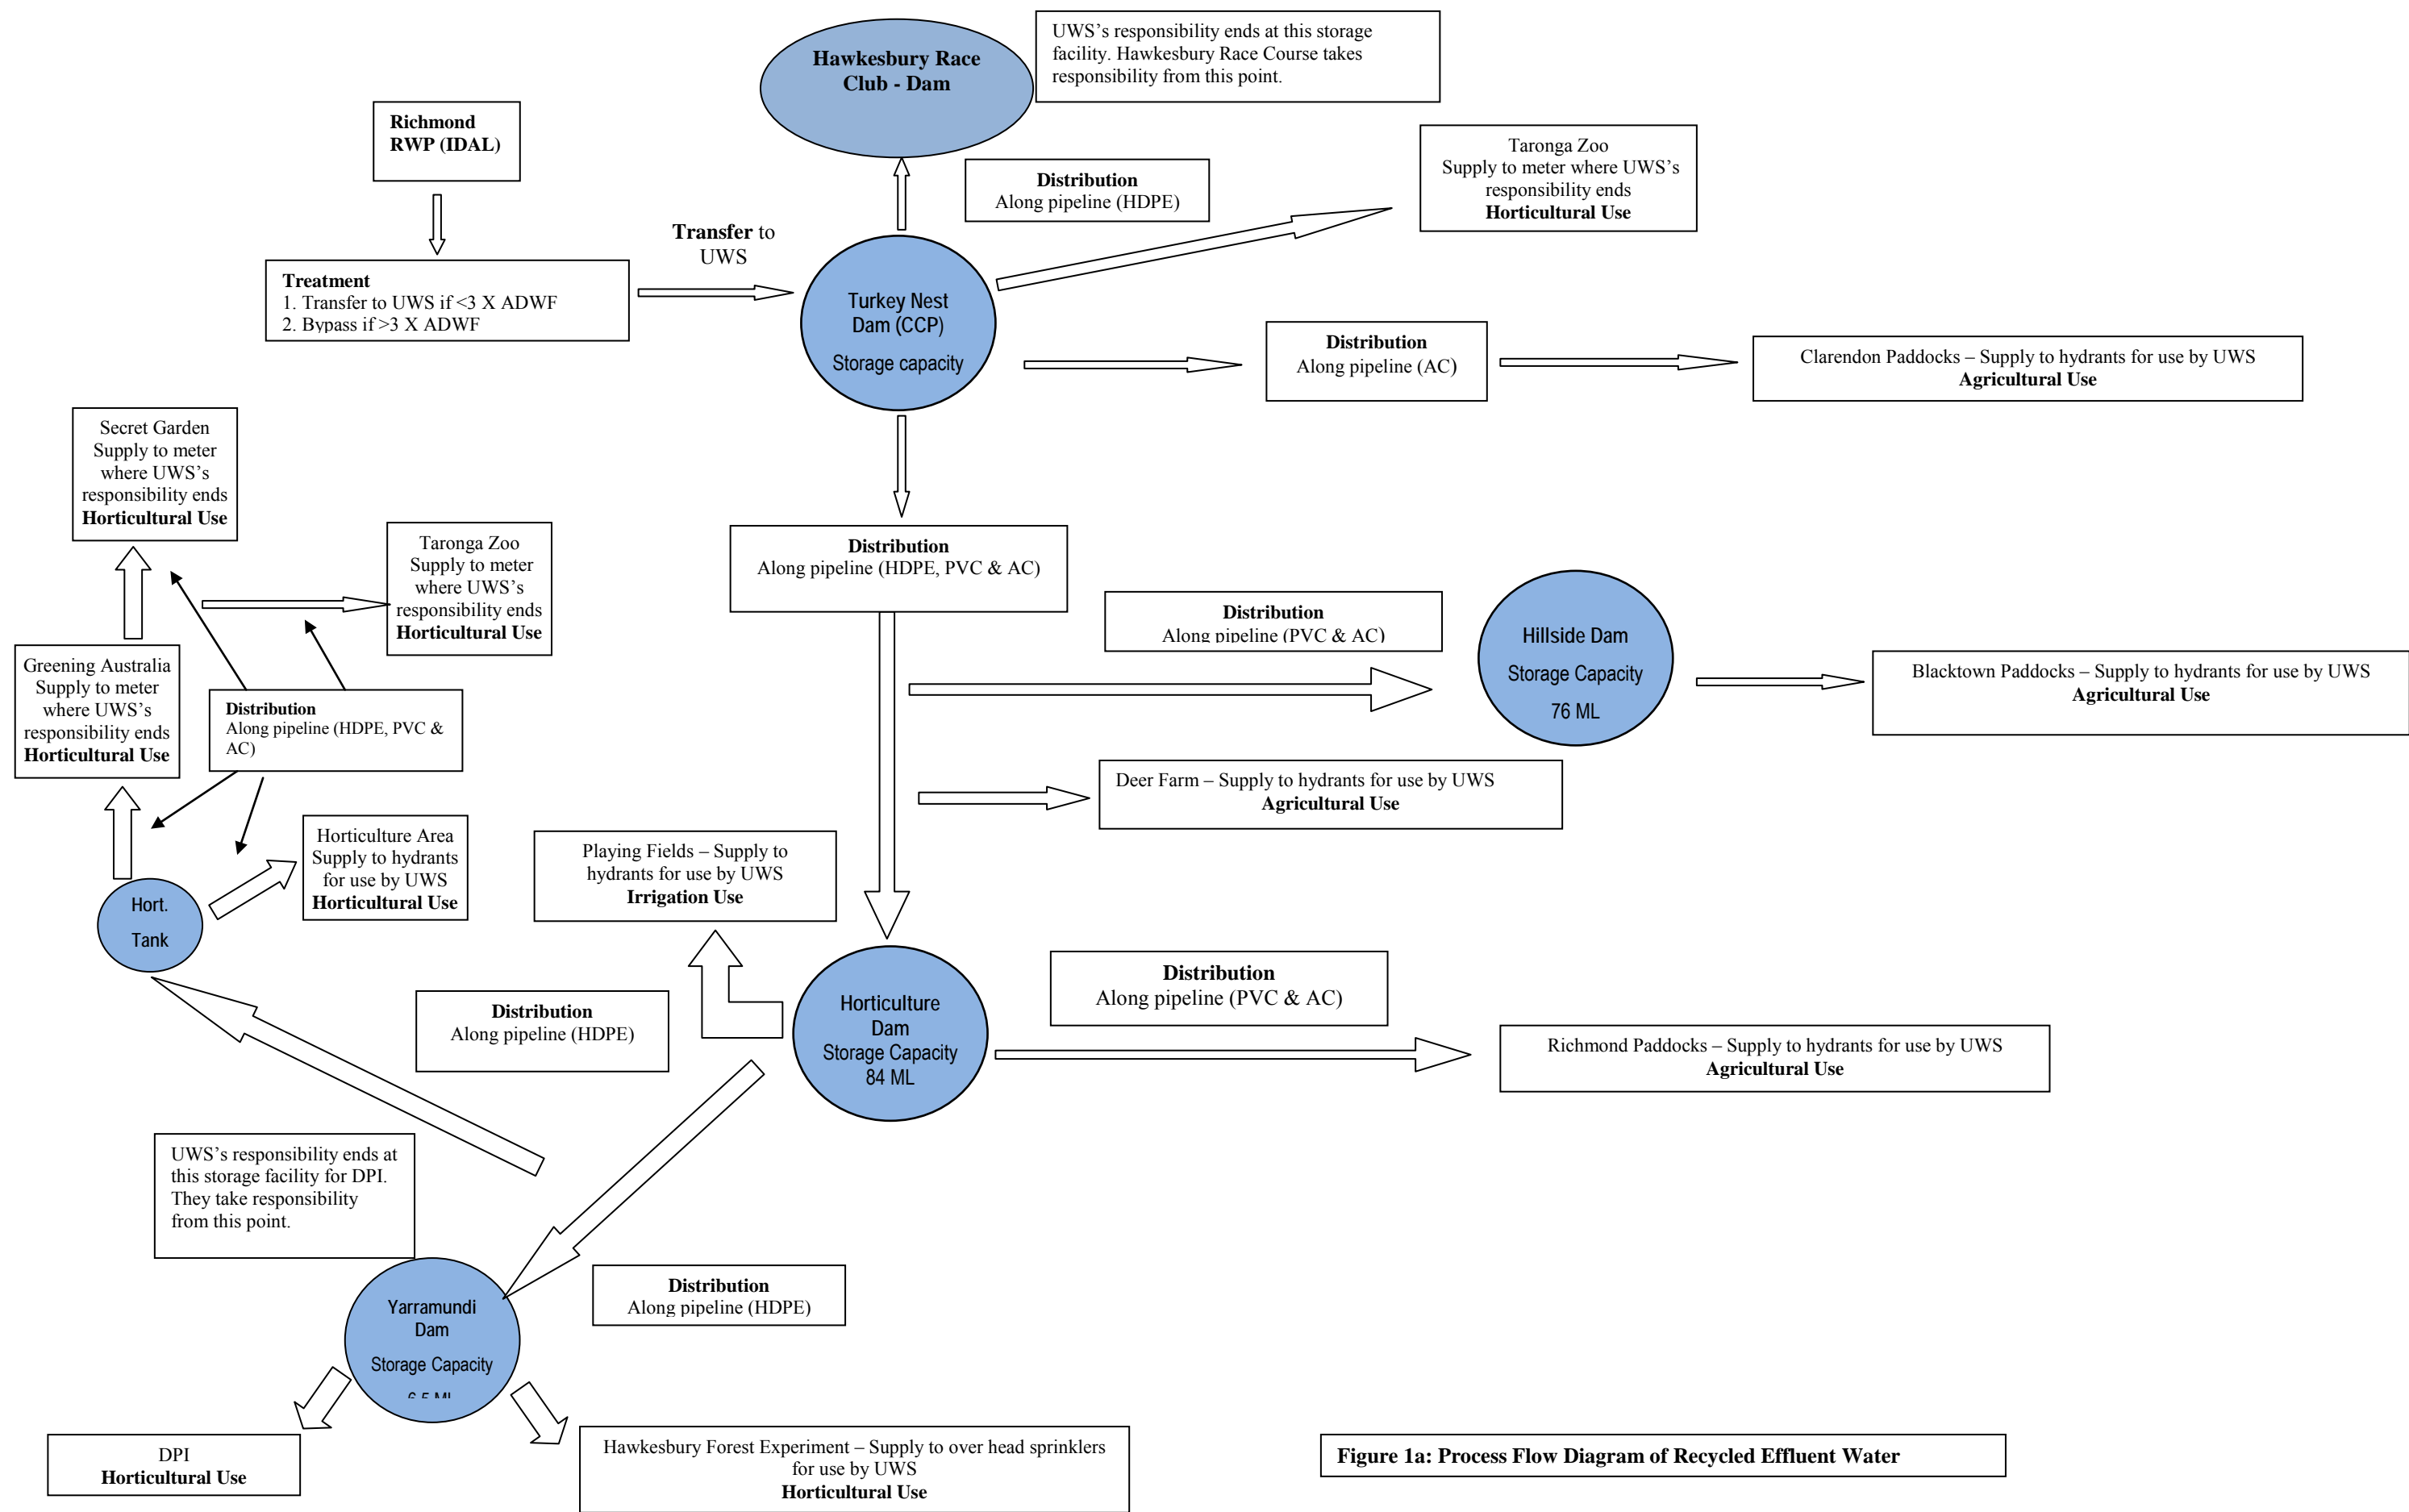 Hawkesbury Race
Club - Dam
UWS's responsibility ends at this storage
facility. Hawkesbury Race Course takes
responsibility from this point.
Richmond
RWP (IDAL)
Distribution
Along pipeline (HDPE)
Taronga Zoo
Supply to meter where UWS's
responsibility ends
Horticultural Use
Transfer to
UWS
Treatment
1. Transfer to UWS if <3 X ADWF
2. Bypass if >3 X ADWF
Turkey Nest
Dam (CCP)
Storage capacity
Distribution
Along pipeline (AC)
Clarendon Paddocks – Supply to hydrants for use by UWS
Agricultural Use
Secret Garden
Supply to meter
where UWS's
responsibility ends
Horticultural Use
Taronga Zoo
Supply to meter
where UWS's
responsibility ends
Horticultural Use
Distribution
Along pipeline (HDPE, PVC & AC)
Distribution
Along pipeline (PVC & AC)
Hillside Dam
Storage Capacity
76 ML
Blacktown Paddocks – Supply to hydrants for use by UWS
Agricultural Use
Greening Australia
Supply to meter
where UWS's
responsibility ends
Horticultural Use
Distribution
Along pipeline (HDPE, PVC &
AC)
Deer Farm – Supply to hydrants for use by UWS
Agricultural Use
Horticulture Area
Supply to hydrants
for use by UWS
Horticultural Use
Playing Fields – Supply to
hydrants for use by UWS
Irrigation Use
Hort.
Tank
Distribution
Along pipeline (HDPE)
Horticulture
Dam
Storage Capacity
84 ML
Distribution
Along pipeline (PVC & AC)
Richmond Paddocks – Supply to hydrants for use by UWS
Agricultural Use
UWS's responsibility ends at
this storage facility for DPI.
They take responsibility
from this point.
Distribution
Along pipeline (HDPE)
Yarramundi
Dam
Storage Capacity
6.5 ML
DPI
Horticultural Use
Hawkesbury Forest Experiment – Supply to over head sprinklers
for use by UWS
Horticultural Use
Figure 1a: Process Flow Diagram of Recycled Effluent Water